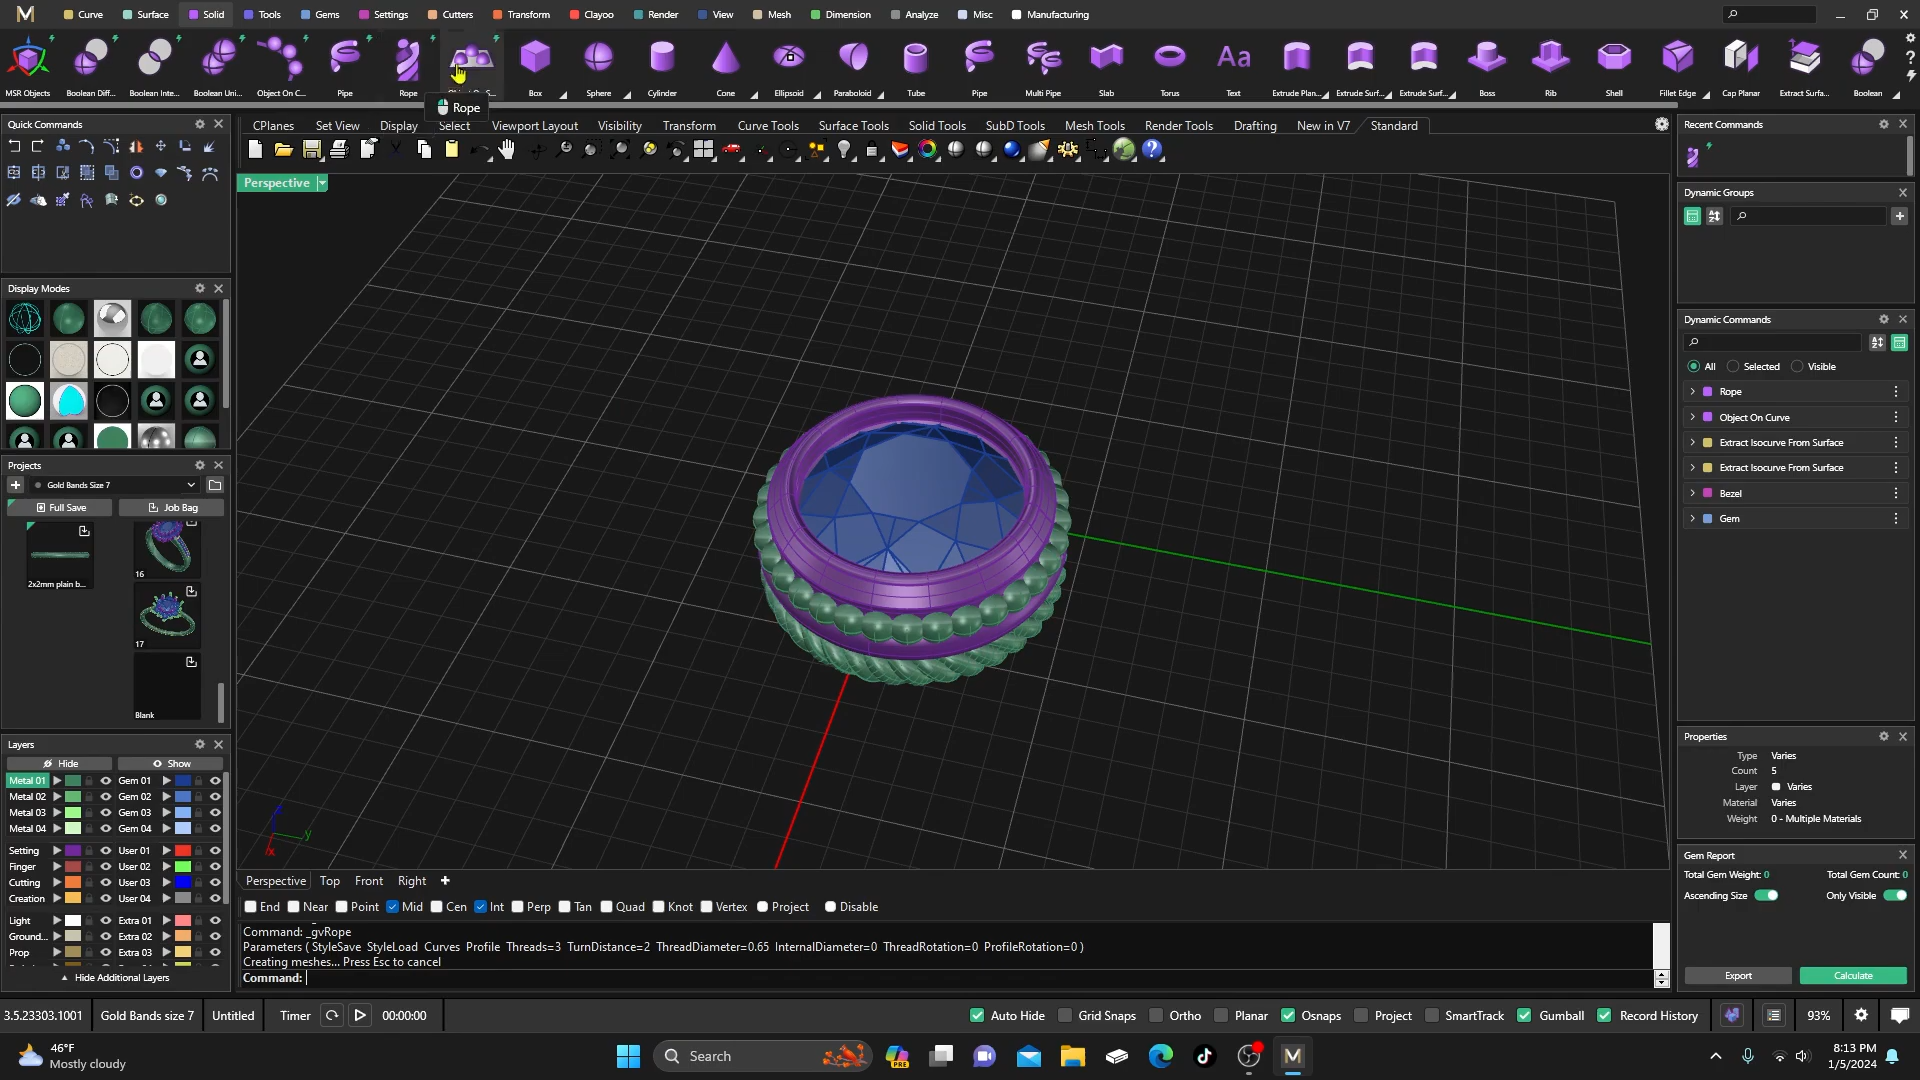 M Curve Surface Solid Tools Gems Settings Cutters Transform Clayoo Render View Mesh Dimension Analyze Misc Manufacturing
MSR Objects Boolean Diff... Boolean Inte... Boolean Uni... Object On C... Pipe Rope Box Sphere Cylinder Cone Ellipsoid Paraboloid Tube Pipe Multi Pipe Slab Torus Text Extrude Plan... Extrude Surf... Extrude Surf... Boss Rib Shell Fillet Edge Cap Planar Extract Surfa... Boolean
Rope
Quick Commands
CPlanes Set View Display Select Viewport Layout Visibility Transform Curve Tools Surface Tools Solid Tools SubD Tools Mesh Tools Render Tools Drafting New in V7 Standard
Perspective
Display Modes
Projects
Gold Bands Size 7
Full Save Job Bag
2x2mm plain b...
16
17
Blank
Layers
Hide Show
Metal 01 Gem 01
Metal 02 Gem 02
Metal 03 Gem 03
Metal 04 Gem 04
Setting User 01
Finger User 02
Cutting User 03
Creation User 04
Light Extra 01
Ground... Extra 02
Prop Extra 03
Hide Additional Layers
z
y
x
Perspective Top Front Right
End Near Point Mid Cen Int Perp Tan Quad Knot Vertex Project Disable
Command: _gvRope
Parameters ( StyleSave StyleLoad Curves Profile Threads=3 TurnDistance=2 ThreadDiameter=0.65 InternalDiameter=0 ThreadRotation=0 ProfileRotation=0 )
Creating meshes... Press Esc to cancel
Command:
Recent Commands
Dynamic Groups
Dynamic Commands
All Selected Visible
Rope
Object On Curve
Extract Isocurve From Surface
Extract Isocurve From Surface
Bezel
Gem
Properties
Type Varies
Count 5
Layer Varies
Material Varies
Weight 0 - Multiple Materials
Gem Report
Total Gem Weight: 0 Total Gem Count: 0
Ascending Size Only Visible
Export Calculate
3.5.23303.1001 Gold Bands size 7 Untitled Timer 00:00:00 Auto Hide Grid Snaps Ortho Planar Osnaps Project SmartTrack Gumball Record History 93%
46°F
Mostly cloudy
Search
PRE
M
8:13 PM
1/5/2024